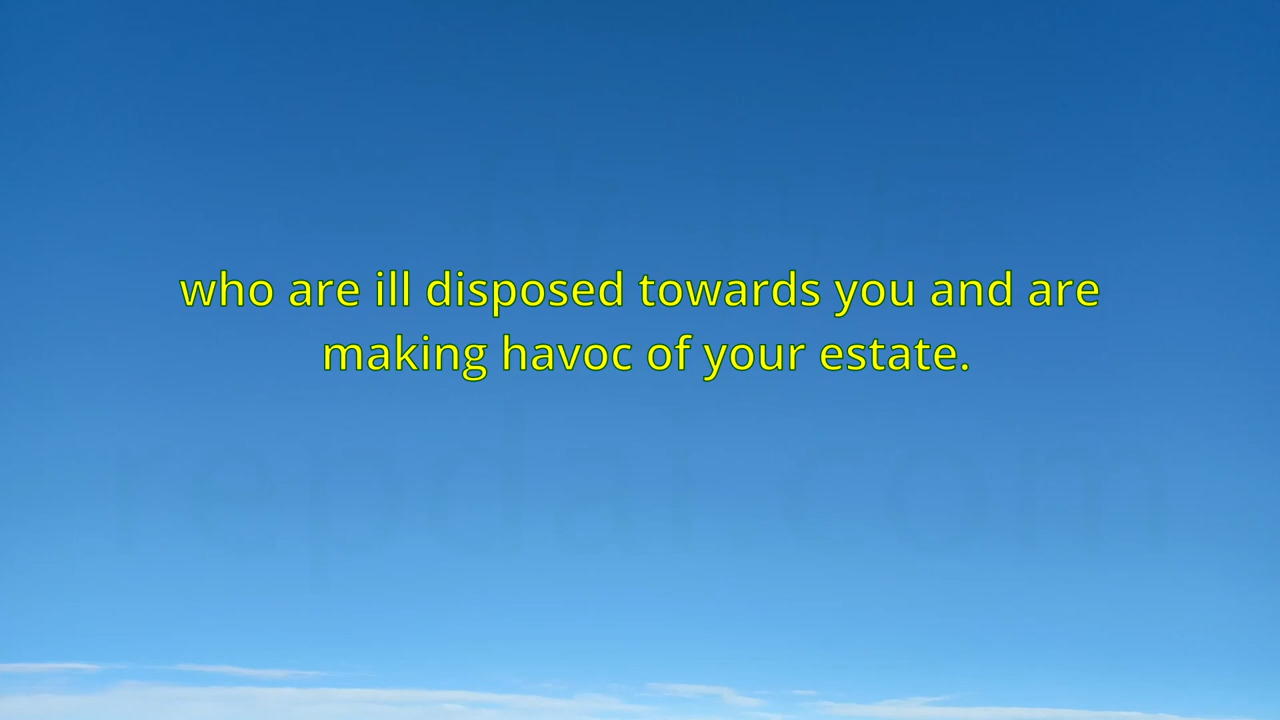 who are ill disposed towards you and are
making havoc of your estate.